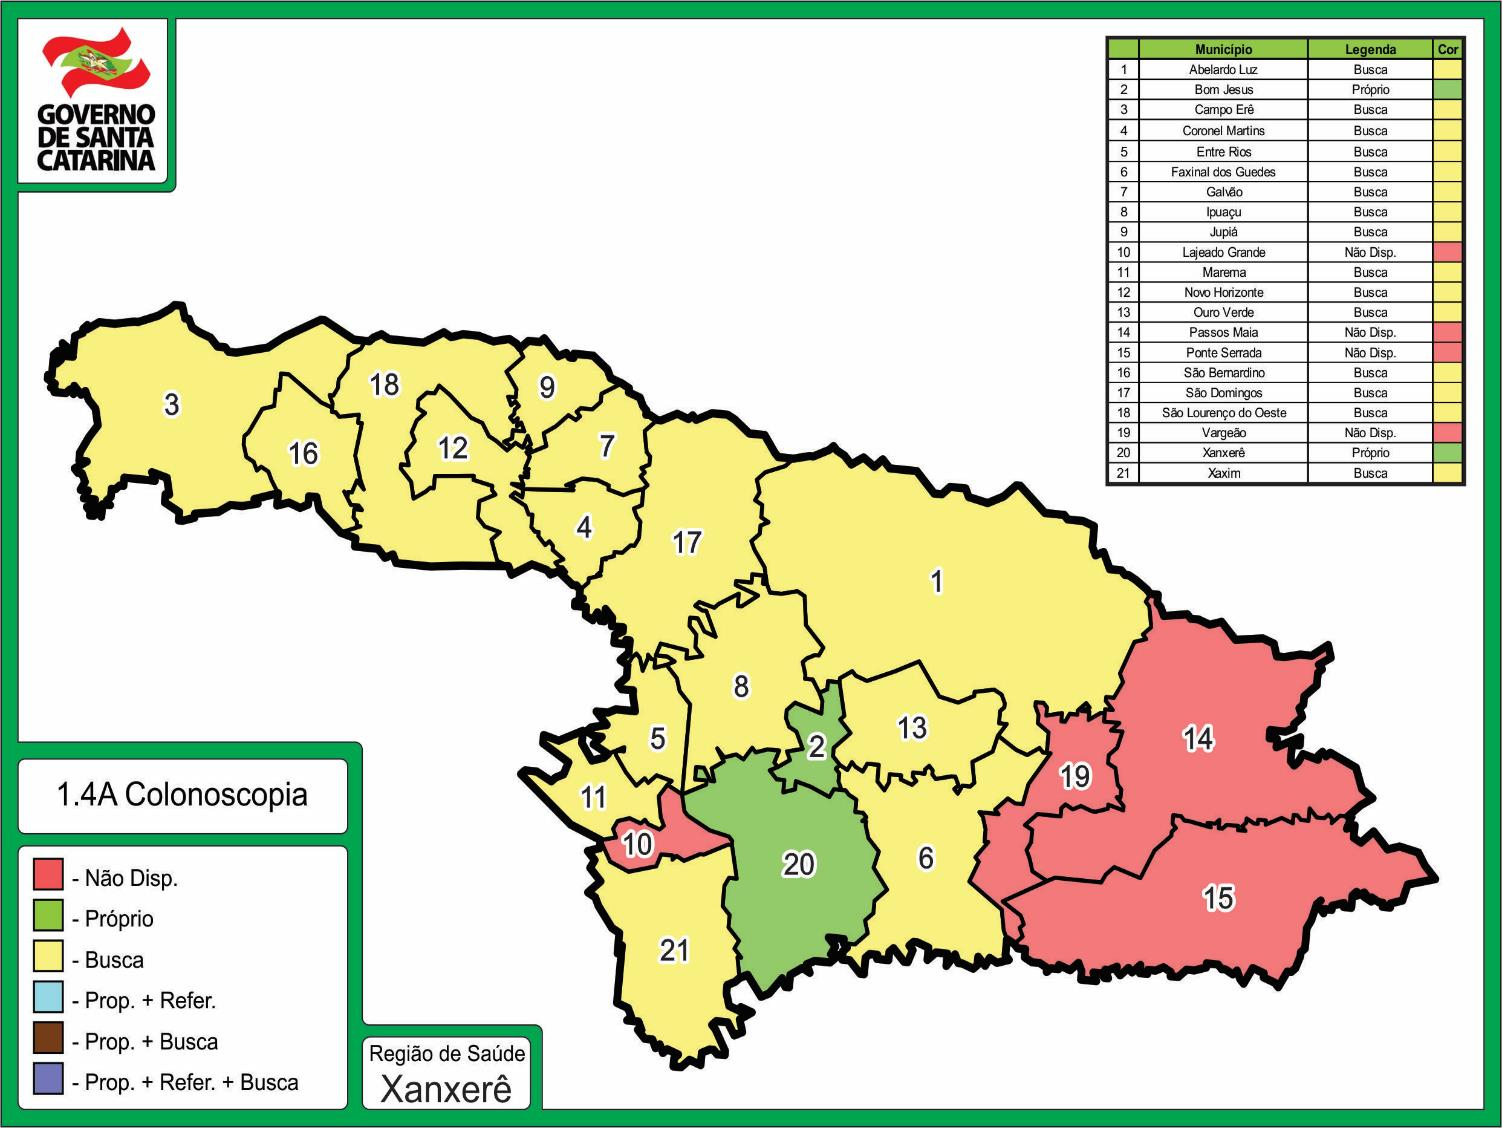 GOVERNO
DE SANTA
CATARINA
Município Legenda Cor
1 Abelardo Luz Busca
2 Bom Jesus Próprio
3 Campo Erê Busca
4 Coronel Martins Busca
5 Entre Rios Busca
6 Faxinal dos Guedes Busca
7 Galvão Busca
8 Ipuaçu Busca
9 Jupiá Busca
10 Lajeado Grande Não Disp.
11 Marema Busca
12 Novo Horizonte Busca
13 Ouro Verde Busca
14 Passos Maia Não Disp.
15 Ponte Serrada Não Disp.
16 São Bernardino Busca
17 São Domingos Busca
18 São Lourenço do Oeste Busca
19 Vargeão Não Disp.
20 Xanxerê Próprio
21 Xaxim Busca
3
18
9
16
12
7
4
17
1
8
5
2
13
14
19
11
10
20
6
15
21
1.4A Colonoscopia
- Não Disp.
- Próprio
- Busca
- Prop. + Refer.
- Prop. + Busca
- Prop. + Refer. + Busca
Região de Saúde
Xanxerê